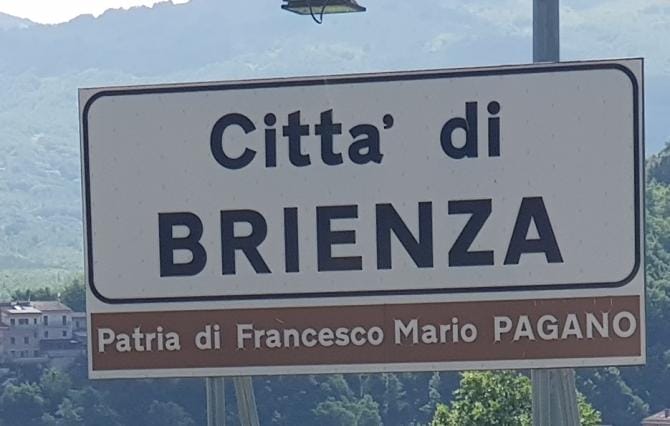 Citta' di
BRIENZA
Patria di Francesco Mario PAGANO